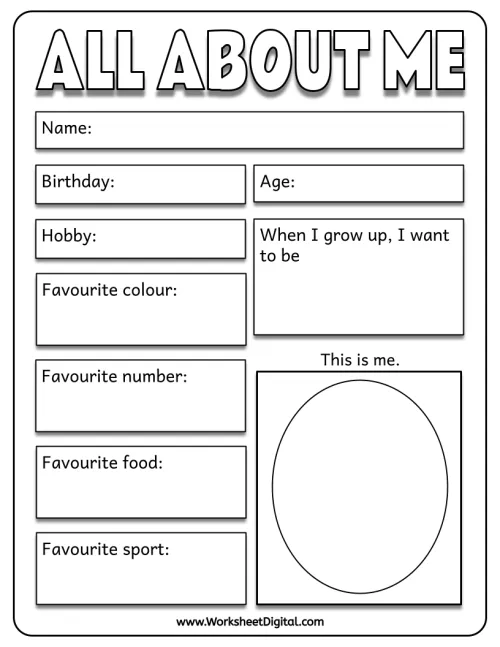 ALL ABOUT ME
Name:
Birthday:
Age:
Hobby:
When I grow up, I want
to be
Favourite colour:
This is me.
Favourite number:
Favourite food:
Favourite sport:
www.WorksheetDigital.com